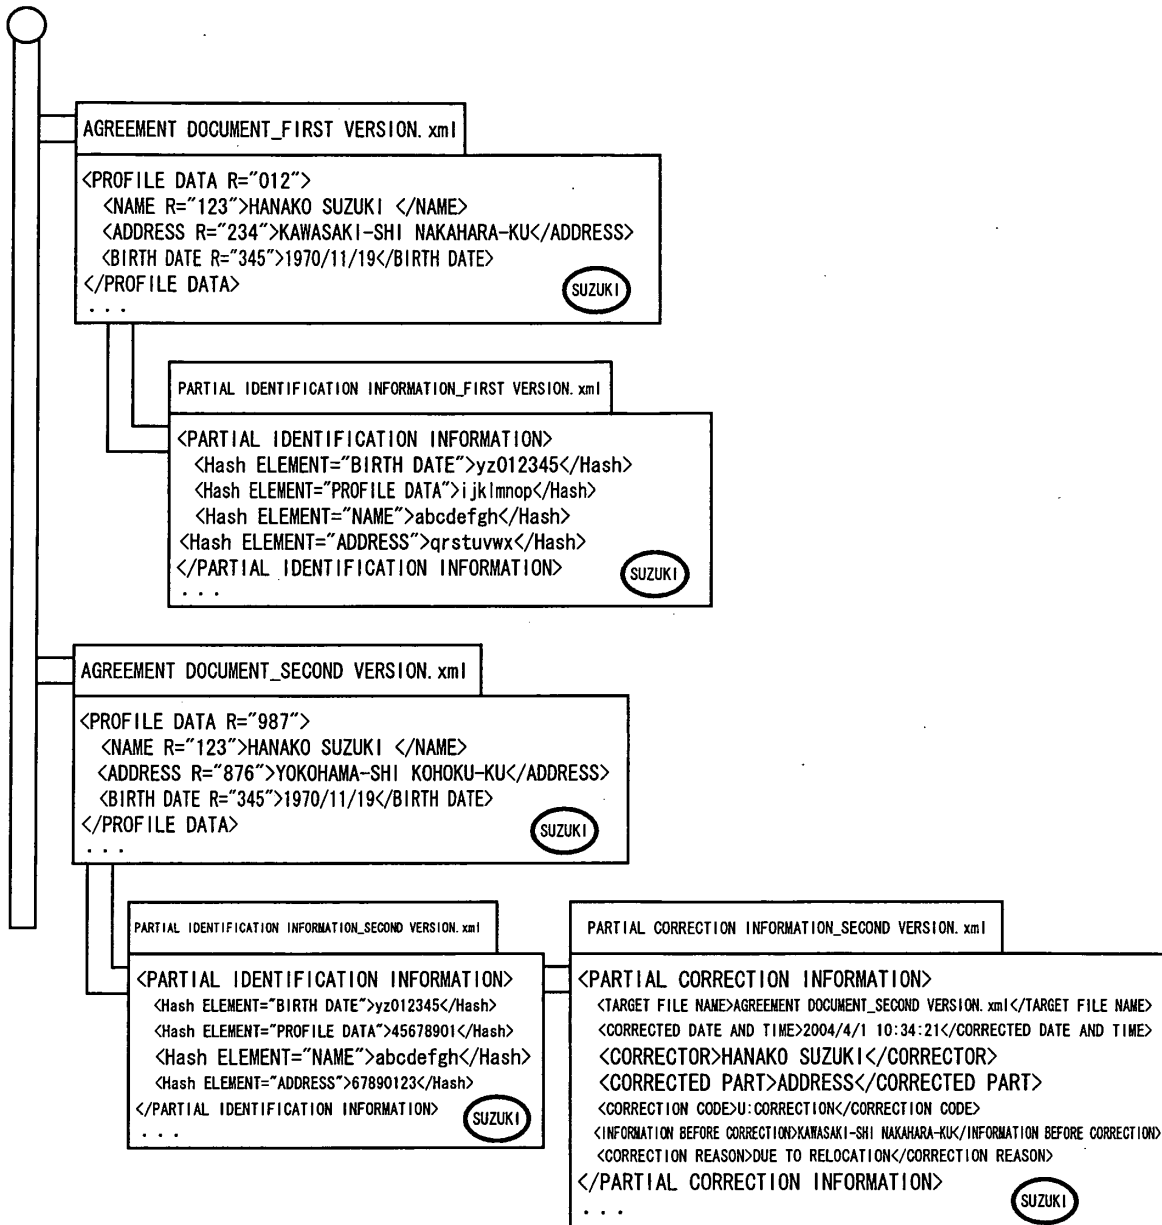 AGREEMENT DOCUMENT_FIRST VERSION.xml
<PROFILE DATA R="012">
<NAME R="123">HANAKO SUZUKI </NAME>
<ADDRESS R="234">KAWASAKI-SHI NAKAHARA-KU</ADDRESS>
<BIRTH DATE R="345">1970/11/19</BIRTH DATE>
</PROFILE DATA>
SUZUKI
...
PARTIAL IDENTIFICATION INFORMATION_FIRST VERSION.xml
<PARTIAL IDENTIFICATION INFORMATION>
<Hash ELEMENT="BIRTH DATE">yz012345</Hash>
<Hash ELEMENT="PROFILE DATA">ijklmnop</Hash>
<Hash ELEMENT="NAME">abcdefgh</Hash>
<Hash ELEMENT="ADDRESS">qrstuvwx</Hash>
</PARTIAL IDENTIFICATION INFORMATION>
SUZUKI
...
AGREEMENT DOCUMENT_SECOND VERSION.xml
<PROFILE DATA R="987">
<NAME R="123">HANAKO SUZUKI </NAME>
<ADDRESS R="876">YOKOHAMA-SHI KOHOKU-KU</ADDRESS>
<BIRTH DATE R="345">1970/11/19</BIRTH DATE>
</PROFILE DATA>
SUZUKI
...
PARTIAL IDENTIFICATION INFORMATION_SECOND VERSION.xml
<PARTIAL IDENTIFICATION INFORMATION>
<Hash ELEMENT="BIRTH DATE">yz012345</Hash>
<Hash ELEMENT="PROFILE DATA">45678901</Hash>
<Hash ELEMENT="NAME">abcdefgh</Hash>
<Hash ELEMENT="ADDRESS">67890123</Hash>
</PARTIAL IDENTIFICATION INFORMATION>
SUZUKI
...
PARTIAL CORRECTION INFORMATION_SECOND VERSION.xml
<PARTIAL CORRECTION INFORMATION>
<TARGET FILE NAME>AGREEMENT DOCUMENT_SECOND VERSION.xml</TARGET FILE NAME>
<CORRECTED DATE AND TIME>2004/4/1 10:34:21</CORRECTED DATE AND TIME>
<CORRECTOR>HANAKO SUZUKI</CORRECTOR>
<CORRECTED PART>ADDRESS</CORRECTED PART>
<CORRECTION CODE>U:CORRECTION</CORRECTION CODE>
<INFORMATION BEFORE CORRECTION>KAWASAKI-SHI NAKAHARA-KU</INFORMATION BEFORE CORRECTION>
<CORRECTION REASON>DUE TO RELOCATION</CORRECTION REASON>
</PARTIAL CORRECTION INFORMATION>
SUZUKI
...